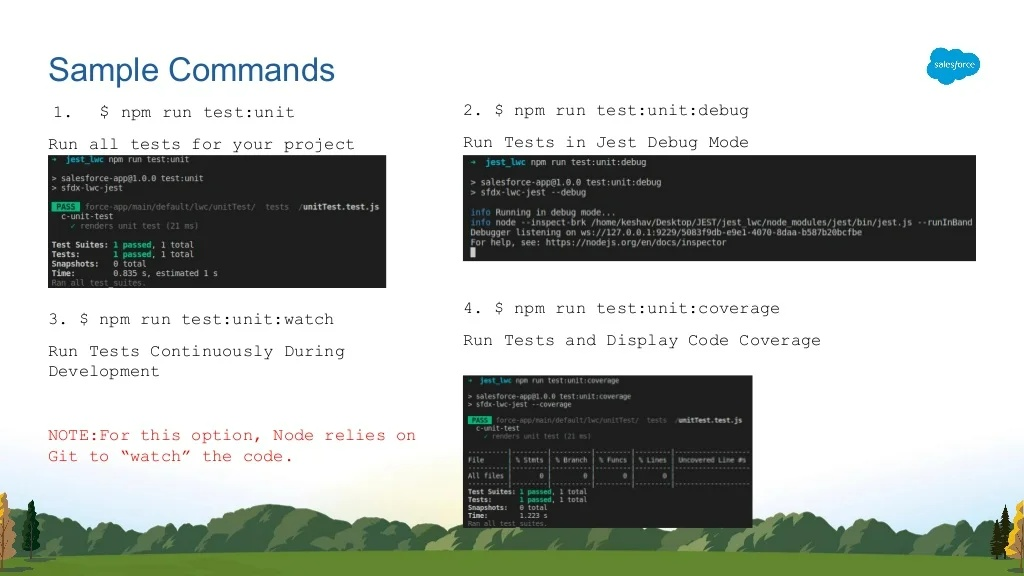 Sample Commands
salesforce
1. $ npm run test:unit
Run all tests for your project
→ jest_lwc npm run test:unit
> salesforce-app@1.0.0 test:unit
> sfdx-lwc-jest
PASS force-app/main/default/lwc/unitTest/ tests /unitTest.test.js
c-unit-test
✓ renders unit test (21 ms)
Test Suites: 1 passed, 1 total
Tests: 1 passed, 1 total
Snapshots: 0 total
Time: 0.835 s, estimated 1 s
Ran all test suites.
2. $ npm run test:unit:debug
Run Tests in Jest Debug Mode
→ jest_lwc npm run test:unit:debug
> salesforce-app@1.0.0 test:unit:debug
> sfdx-lwc-jest --debug
info Running in debug mode...
info node --inspect-brk /home/keshav/Desktop/JEST/jest_lwc/node_modules/jest/bin/jest.js --runInBand
Debugger listening on ws://127.0.0.1:9229/5083f9db-e9e1-4070-8daa-b587b20bcfbe
For help, see: https://nodejs.org/en/docs/inspector
3. $ npm run test:unit:watch
Run Tests Continuously During
Development
NOTE:For this option, Node relies on
Git to “watch” the code.
4. $ npm run test:unit:coverage
Run Tests and Display Code Coverage
→ jest_lwc npm run test:unit:coverage
> salesforce-app@1.0.0 test:unit:coverage
> sfdx-lwc-jest --coverage
PASS force-app/main/default/lwc/unitTest/ tests /unitTest.test.js
c-unit-test
✓ renders unit test (21 ms)
File | % Stmts | % Branch | % Funcs | % Lines | Uncovered Line #s
All files | 0 | 0 | 0 | 0 |
Test Suites: 1 passed, 1 total
Tests: 1 passed, 1 total
Snapshots: 0 total
Time: 1.223 s
Ran all test suites.